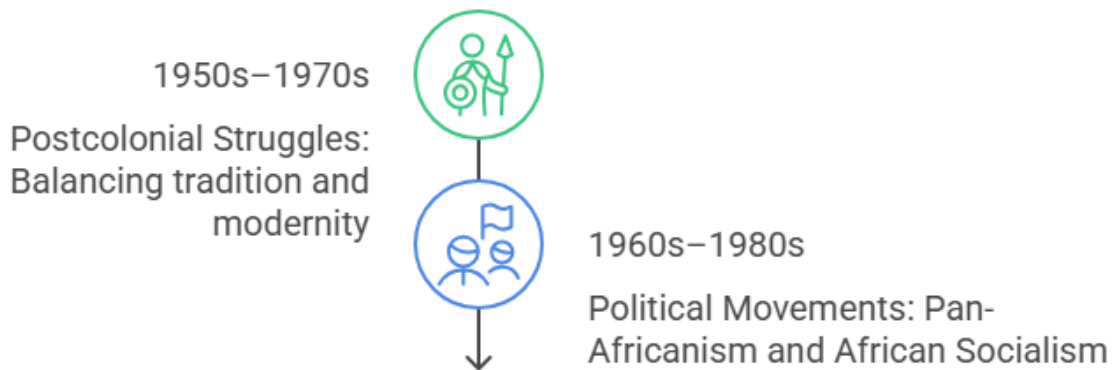 1950s–1970s
Postcolonial Struggles:
Balancing tradition and
modernity
1960s–1980s
Political Movements: Pan-
Africanism and African Socialism